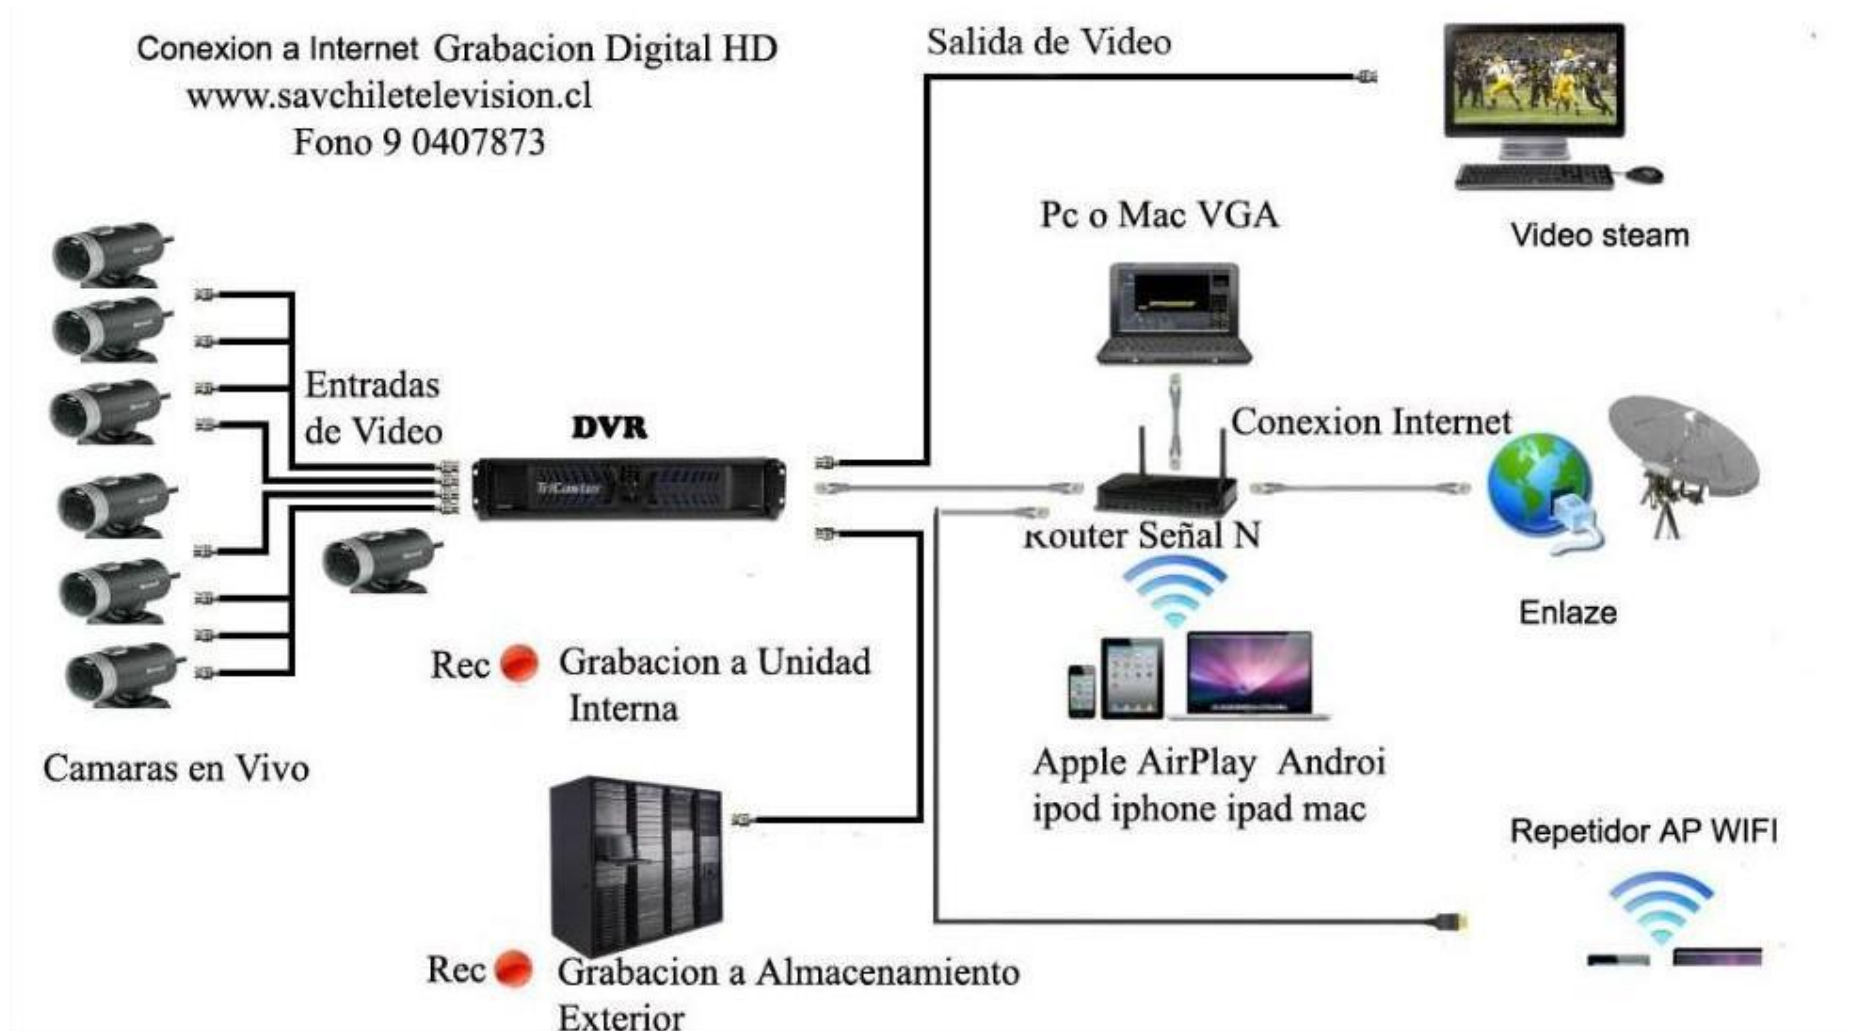 Conexion a Internet Grabacion Digital HD
www.savchiletelevision.cl
Fono 9 0407873
Salida de Video
Video steam
Pc o Mac VGA
Entradas
de Video
DVR
TriCaster
Conexion Internet
Router Señal N
Enlaze
Rec Grabacion a Unidad
Interna
Camaras en Vivo
Apple AirPlay Androi
ipod iphone ipad mac
Repetidor AP WIFI
Rec Grabacion a Almacenamiento
Exterior